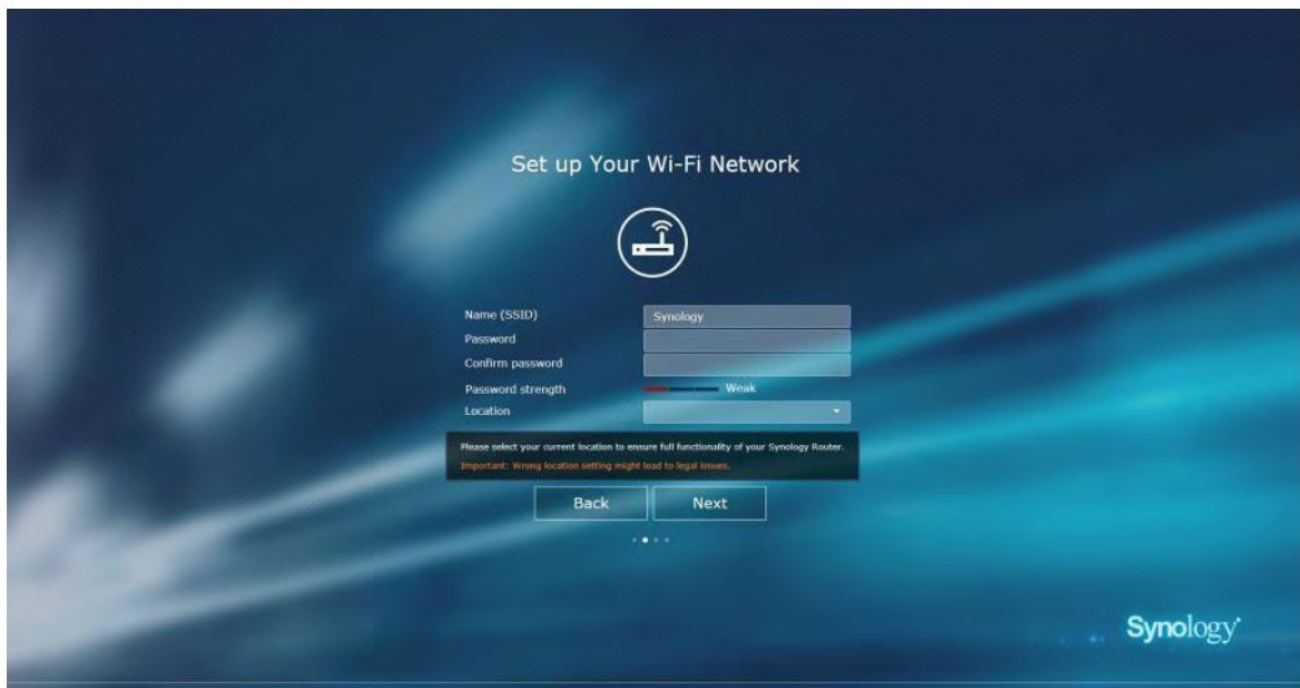 Set up Your Wi-Fi Network
Name (SSID) Synology
Password
Confirm password
Password strength Weak
Location
Please select your current location to ensure full functionality of your Synology Router.
Important: Wrong location setting might lead to legal issues.
Back Next
Synology